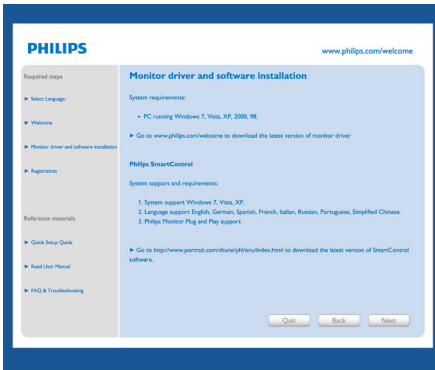 PHILIPS
www.philips.com/welcome
Required steps
▶ Select Language:
▶ Welcome
▶ Monitor driver and software installation
▶ Registration
Reference materials
▶ Quick Setup Quide
▶ Read User Manual
▶ FAQ & Troubleshooting
Monitor driver and software installation
System requirements:
• PC running Windows 7, Vista, XP, 2000, 98.
▶ Go to www.philips.com/welcome to download the latest version of monitor driver
Philips SmartControl
System support and requirements:
1. System support Windows 7, Vista, XP.
2. Language support English, German, Spanish, French, Italian, Russian, Portuguese, Simplified Chinese
3. Philips Monitor Plug and Play support
▶ Go to http://www.portrait.com/dtune/phl/enu/index.html to download the latest version of SmartControl
software.
Quit
Back
Next